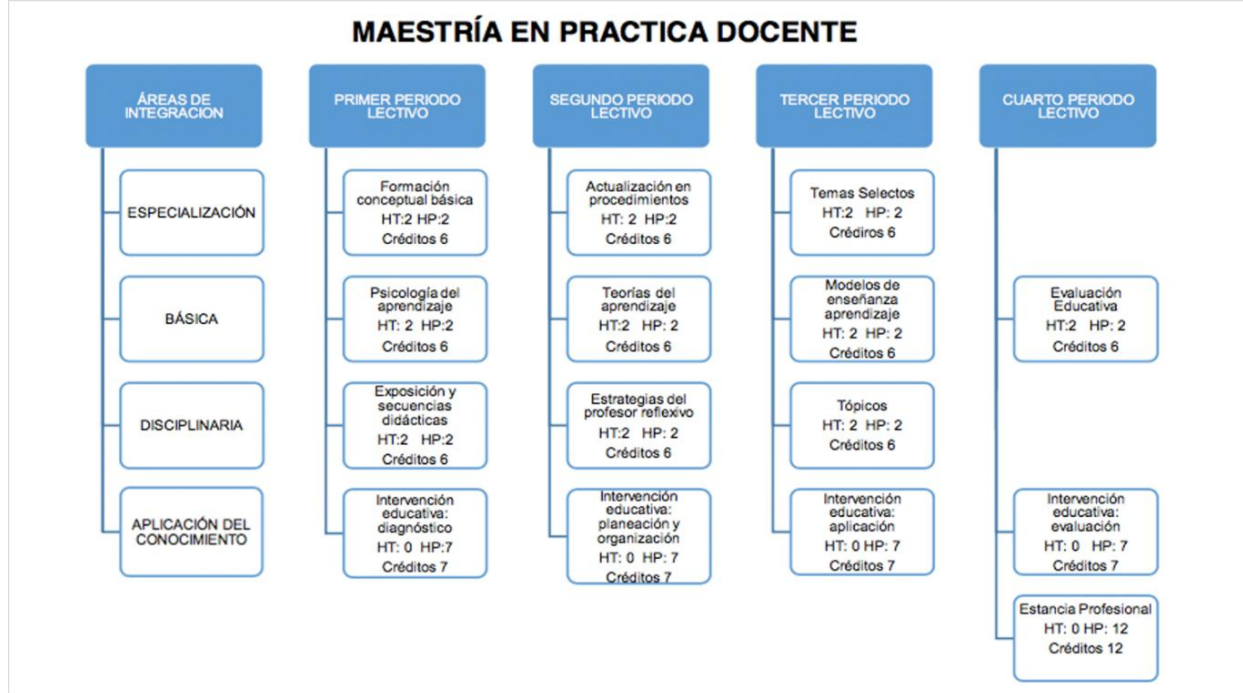 MAESTRÍA EN PRACTICA DOCENTE
ÁREAS DE
INTEGRACION
ESPECIALIZACIÓN
BÁSICA
DISCIPLINARIA
APLICACIÓN DEL
CONOCIMIENTO
PRIMER PERIODO
LECTIVO
Formación
conceptual básica
HT:2 HP:2
Créditos 6
Psicología del
aprendizaje
HT: 2 HP:2
Créditos 6
Exposición y
secuencias
didácticas
HT:2 HP:2
Créditos 6
Intervención
educativa:
diagnóstico
HT: 0 HP:7
Créditos 7
SEGUNDO PERIODO
LECTIVO
Actualización en
procedimientos
HT: 2 HP:2
Créditos 6
Teorías del
aprendizaje
HT:2 HP: 2
Créditos 6
Estrategias del
profesor reflexivo
HT:2 HP: 2
Créditos 6
Intervención
educativa:
planeación y
organización
HT: 0 HP: 7
Créditos 7
TERCER PERIODO
LECTIVO
Temas Selectos
HT:2 HP: 2
Crédiros 6
Modelos de
enseñanza
aprendizaje
HT: 2 HP: 2
Créditos 6
Tópicos
HT: 2 HP: 2
Créditos 6
Intervención
educativa:
aplicación
HT: 0 HP: 7
Créditos 7
CUARTO PERIODO
LECTIVO
Evaluación
Educativa
HT:2 HP: 2
Créditos 6
Intervención
educativa:
evaluación
HT: 0 HP: 7
Créditos 7
Estancia Profesional
HT: 0 HP: 12
Créditos 12